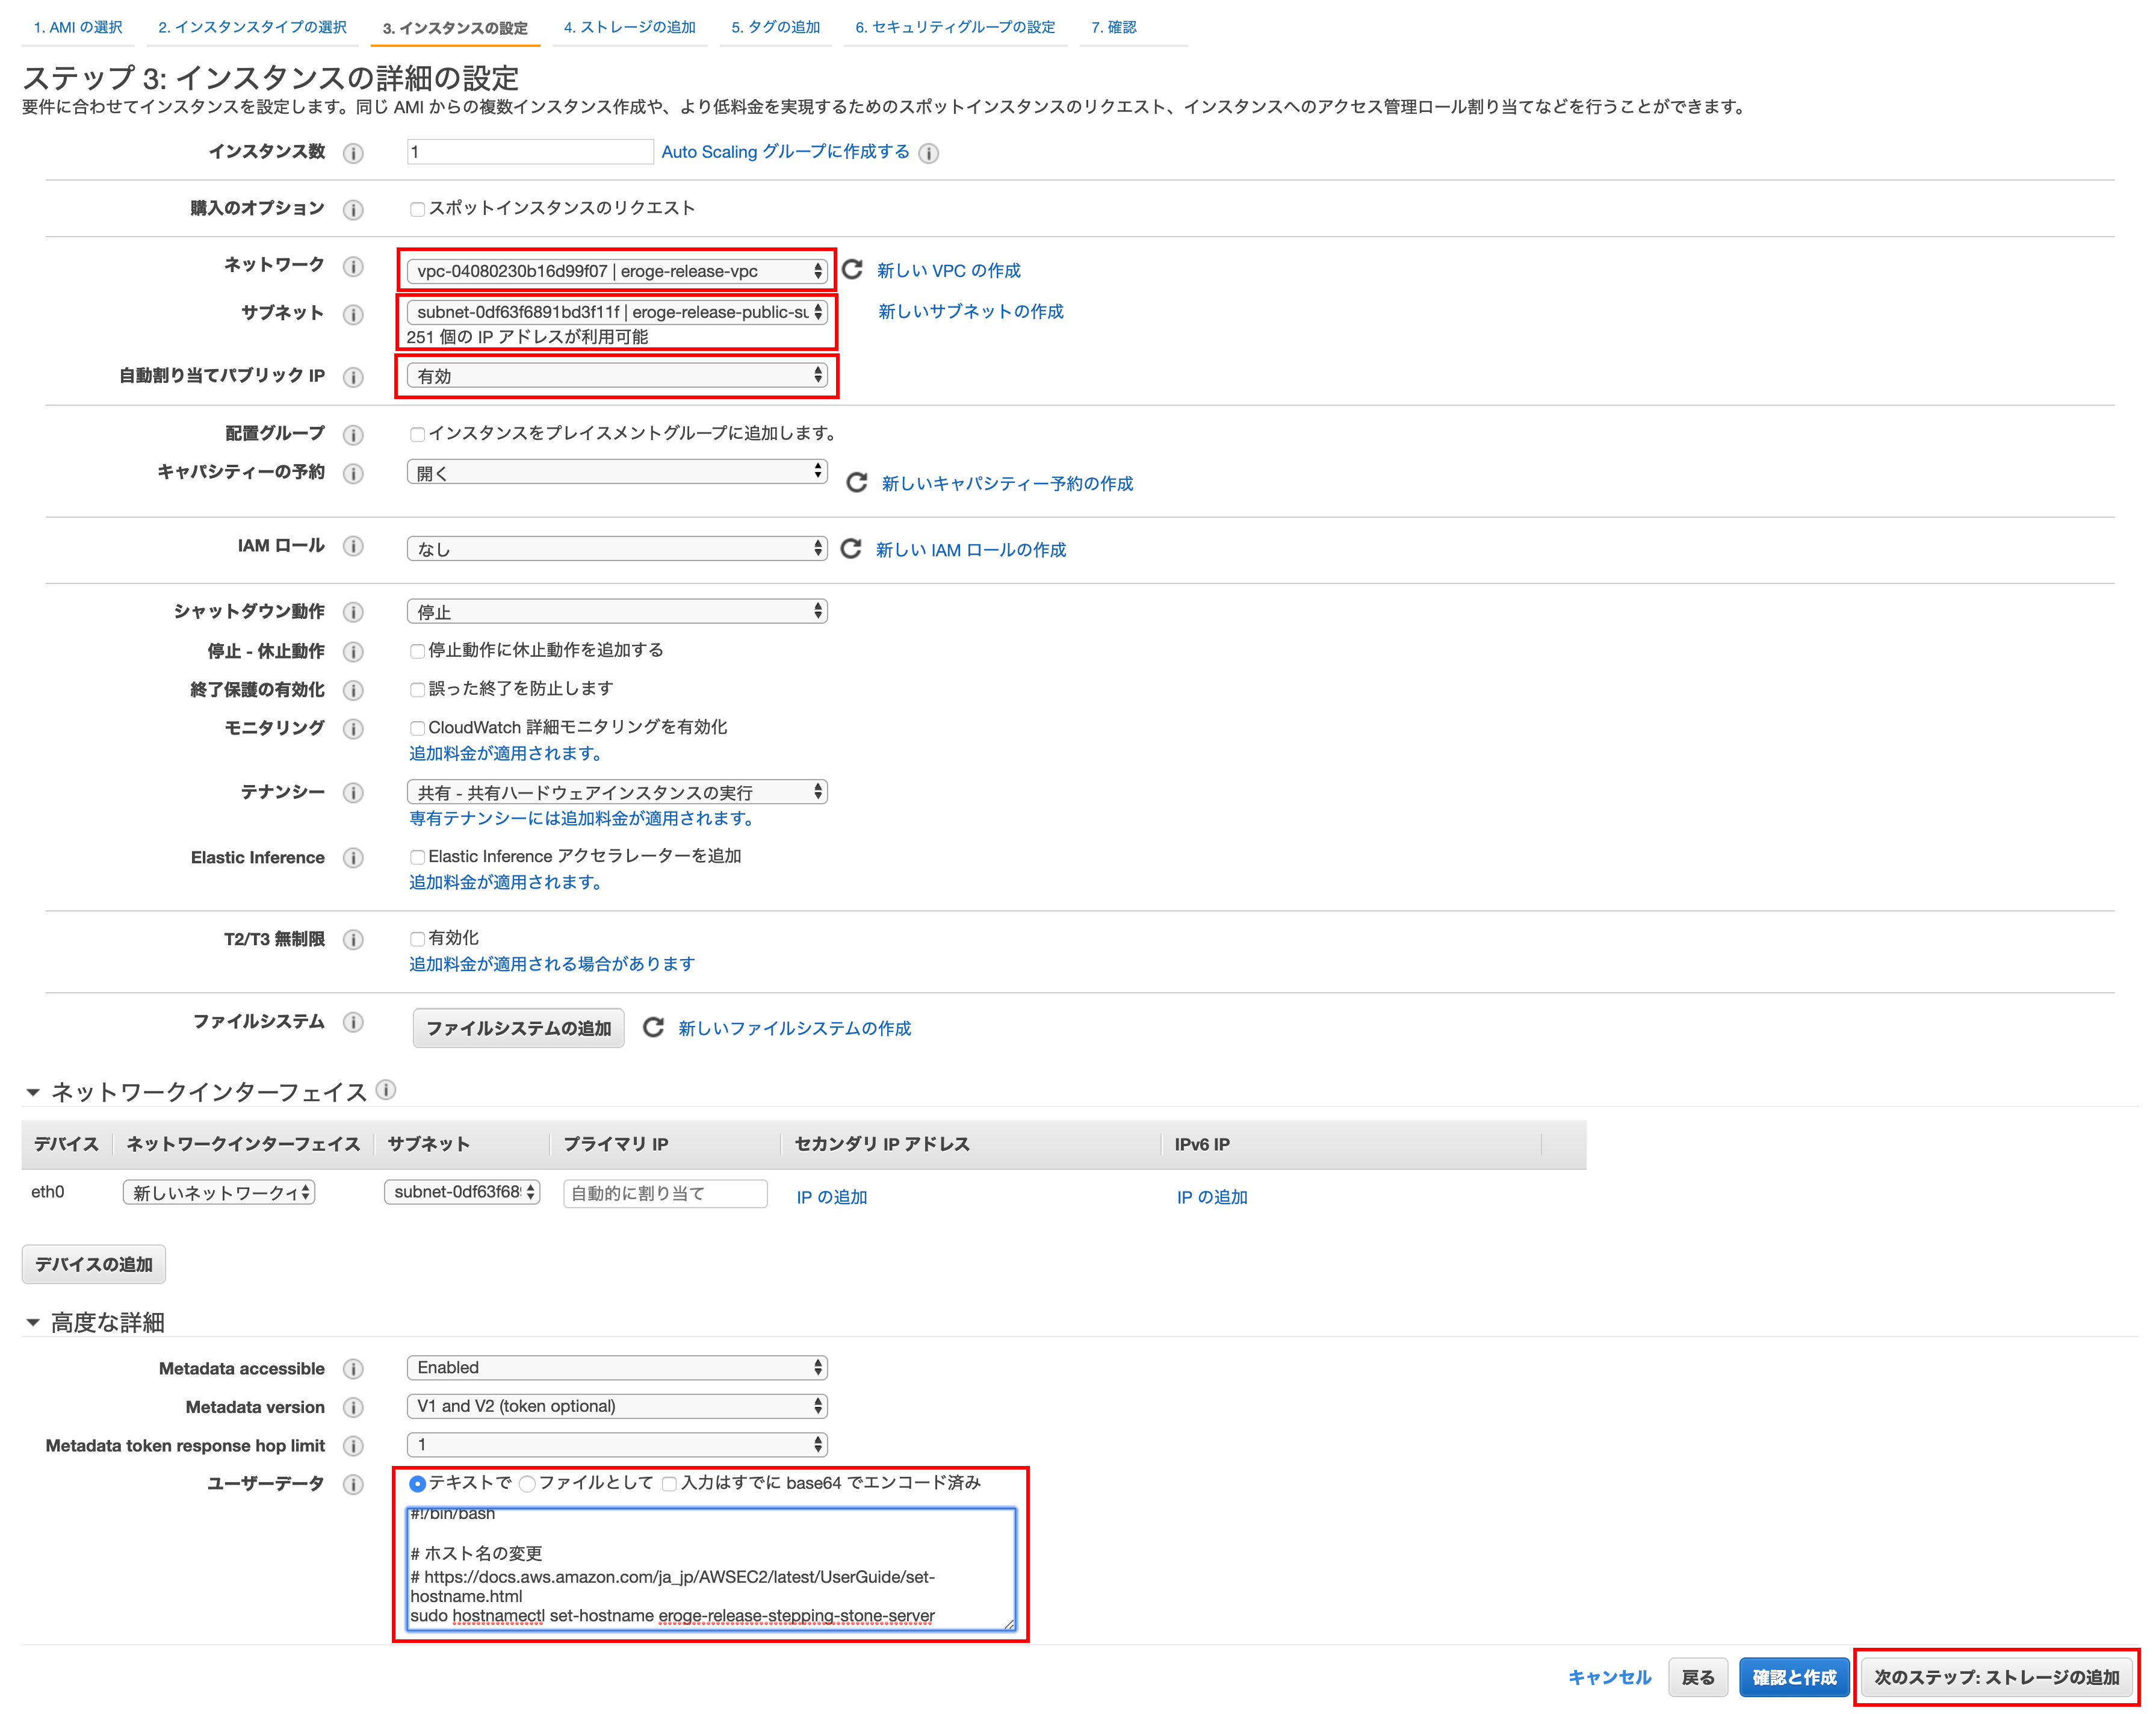 1. AMI の選択 2. インスタンスタイプの選択 3. インスタンスの設定 4. ストレージの追加 5. タグの追加 6. セキュリティグループの設定 7. 確認
ステップ 3: インスタンスの詳細の設定
要件に合わせてインスタンスを設定します。同じ AMI からの複数インスタンス作成や、より低料金を実現するためのスポットインスタンスのリクエスト、インスタンスへのアクセス管理ロール割り当てなどを行うことができます。
インスタンス数 1 Auto Scaling グループに作成する
購入のオプション スポットインスタンスのリクエスト
ネットワーク vpc-04080230b16d99f07 | eroge-release-vpc 新しい VPC の作成
サブネット subnet-0df63f6891bd3f11f | eroge-release-public-su 新しいサブネットの作成
251 個の IP アドレスが利用可能
自動割り当てパブリック IP 有効
配置グループ インスタンスをプレイスメントグループに追加します。
キャパシティーの予約 開く 新しいキャパシティー予約の作成
IAM ロール なし 新しい IAM ロールの作成
シャットダウン動作 停止
停止 - 休止動作 停止動作に休止動作を追加する
終了保護の有効化 誤った終了を防止します
モニタリング CloudWatch 詳細モニタリングを有効化
追加料金が適用されます。
テナンシー 共有 - 共有ハードウェアインスタンスの実行
専有テナンシーには追加料金が適用されます。
Elastic Inference Elastic Inference アクセラレーターを追加
追加料金が適用されます。
T2/T3 無制限 有効化
追加料金が適用される場合があります
ファイルシステム ファイルシステムの追加 新しいファイルシステムの作成
ネットワークインターフェイス
デバイス ネットワークインターフェイス サブネット プライマリ IP セカンダリ IP アドレス IPv6 IP
eth0 新しいネットワークイ subnet-0df63f68 自動的に割り当て IP の追加 IP の追加
デバイスの追加
高度な詳細
Metadata accessible Enabled
Metadata version V1 and V2 (token optional)
Metadata token response hop limit 1
ユーザーデータ テキストで ファイルとして 入力はすでに base64 でエンコード済み
#!/bin/bash
# ホスト名の変更
# https://docs.aws.amazon.com/ja_jp/AWSEC2/latest/UserGuide/set-
hostname.html
sudo hostnamectl set-hostname eroge-release-stepping-stone-server
キャンセル 戻る 確認と作成 次のステップ: ストレージの追加